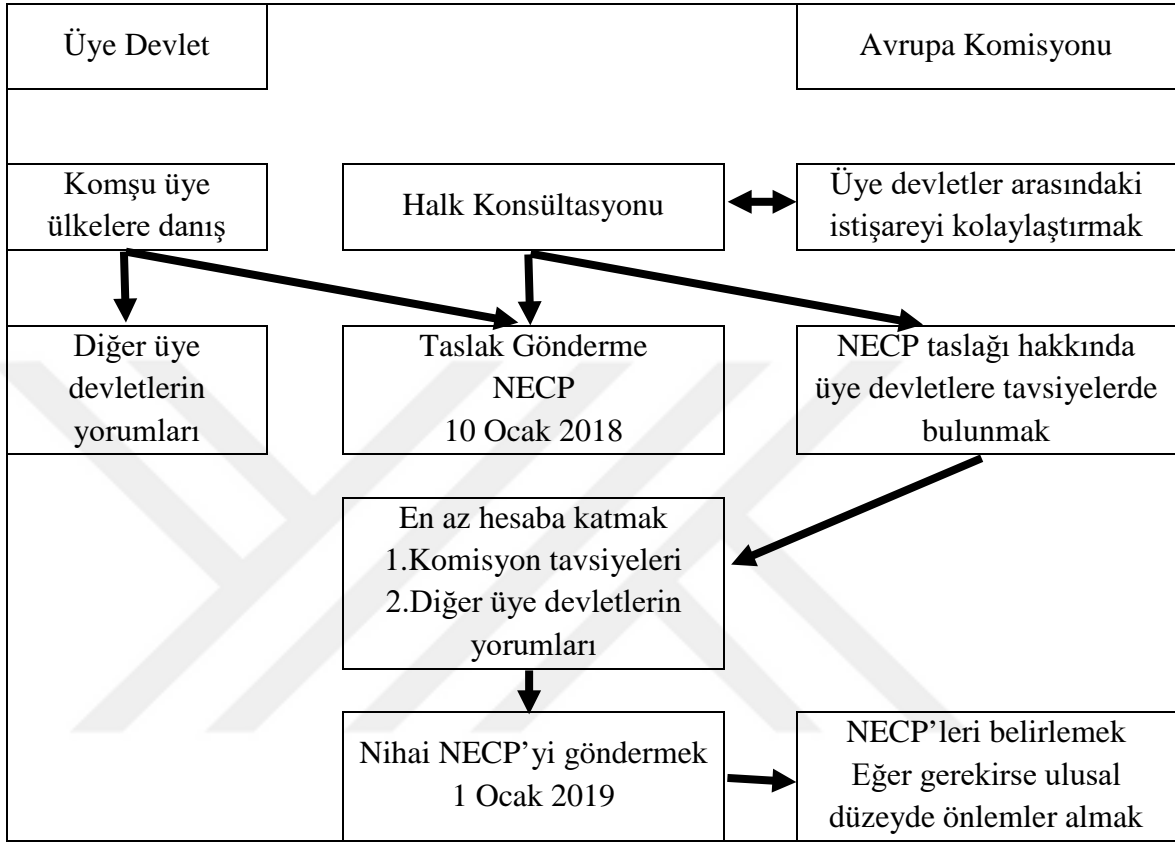 Üye Devlet
Avrupa Komisyonu
Komşu üye
ülkelere danış
Halk Konsültasyonu
Üye devletler arasındaki
istişareyi kolaylaştırmak
Diğer üye
devletlerin
yorumları
Taslak Gönderme
NECP
10 Ocak 2018
NECP taslağı hakkında
üye devletlere tavsiyelerde
bulunmak
En az hesaba katmak
1.Komisyon tavsiyeleri
2.Diğer üye devletlerin
yorumları
Nihai NECP’yi göndermek
1 Ocak 2019
NECP’leri belirlemek
Eğer gerekirse ulusal
düzeyde önlemler almak